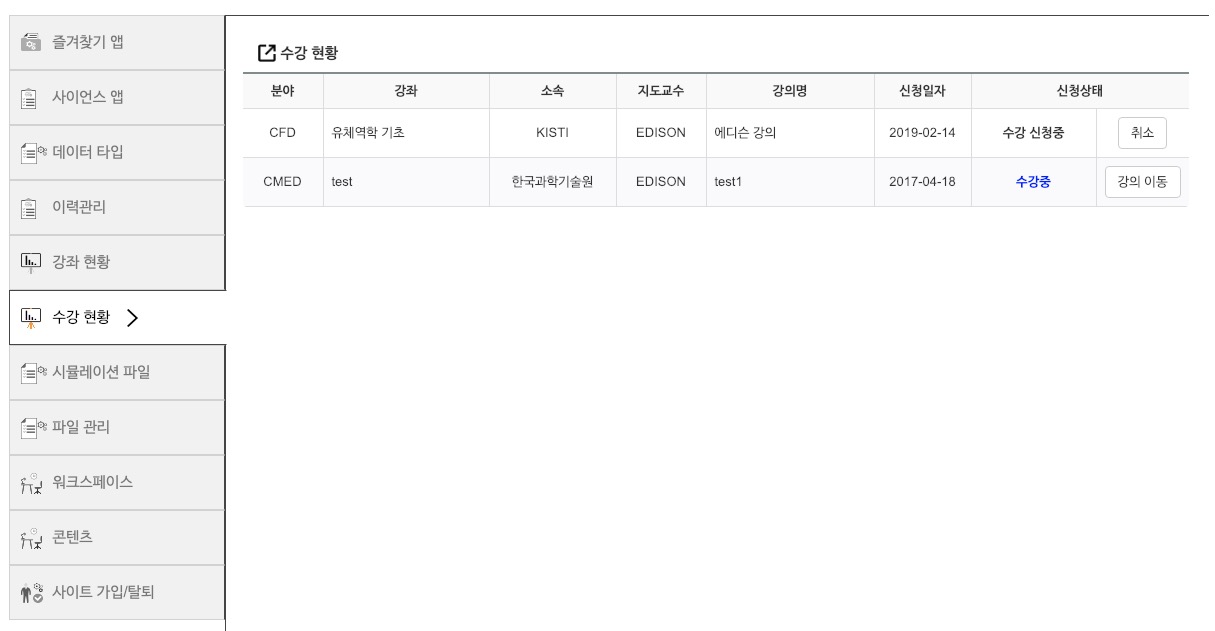 즐겨찾기 앱
사이언스 앱
데이터 타입
이력관리
강좌 현황
수강 현황
시뮬레이션 파일
파일 관리
워크스페이스
콘텐츠
사이트 가입/탈퇴
수강 현황
분야 강좌 소속 지도교수 강의명 신청일자 신청상태
CFD 유체역학 기초 KISTI EDISON 에디슨 강의 2019-02-14 수강 신청중 취소
CMED test 한국과학기술원 EDISON test1 2017-04-18 수강중 강의 이동